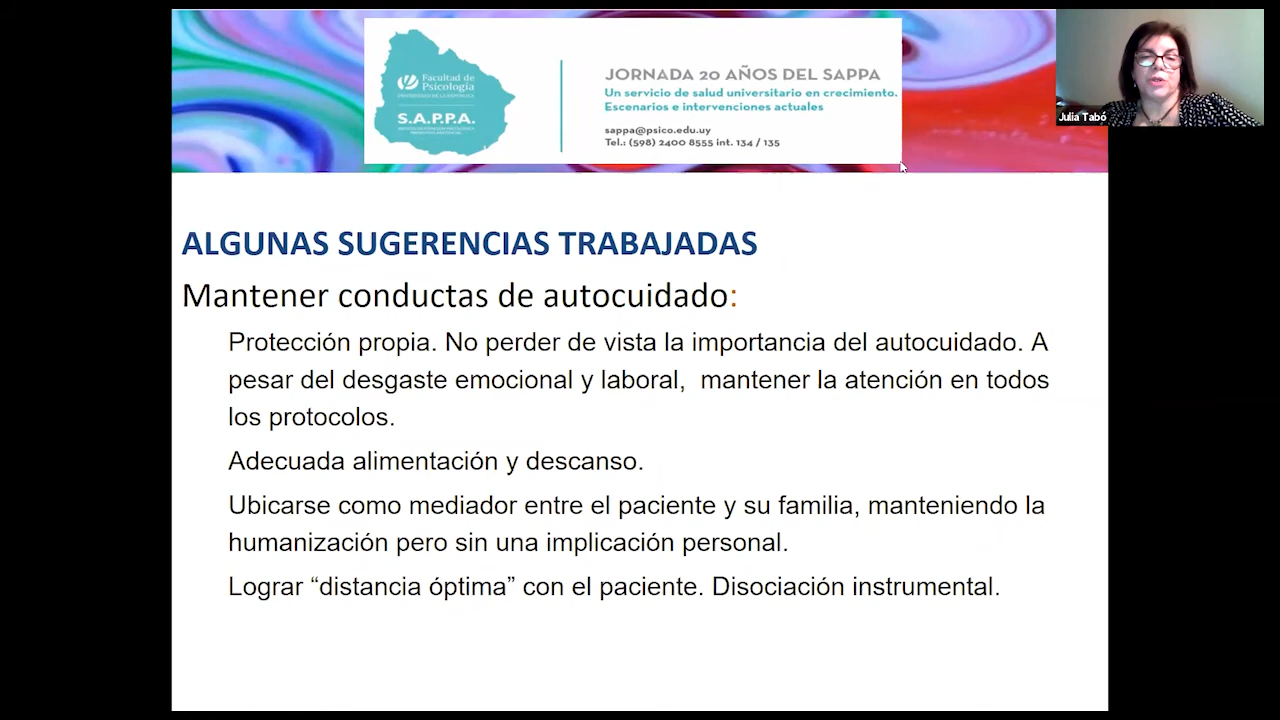 Facultad de
Psicología
UNIVERSIDAD DE LA REPÚBLICA
S.A.P.P.A.
JORNADA 20 AÑOS DEL SAPPA
Un servicio de salud universitario en crecimiento.
Escenarios e intervenciones actuales
sappa@psico.edu.uy
Tel.: (598) 2400 8555 int. 134 / 135
Julia Tabó
ALGUNAS SUGERENCIAS TRABAJADAS
Mantener conductas de autocuidado:
Protección propia. No perder de vista la importancia del autocuidado. A
pesar del desgaste emocional y laboral, mantener la atención en todos
los protocolos.
Adecuada alimentación y descanso.
Ubicarse como mediador entre el paciente y su familia, manteniendo la
humanización pero sin una implicación personal.
Lograr “distancia óptima” con el paciente. Disociación instrumental.